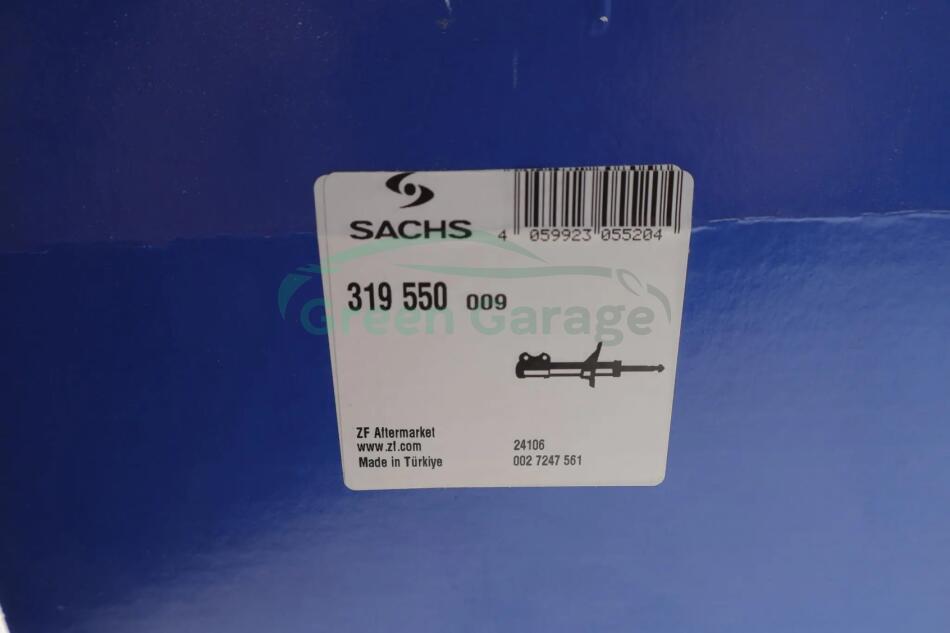 SACHS
4 059923 055204
319 550 009
Green Garage
ZF Aftermarket
www.zf.com
Made in Türkiye
24106
002 7247 561